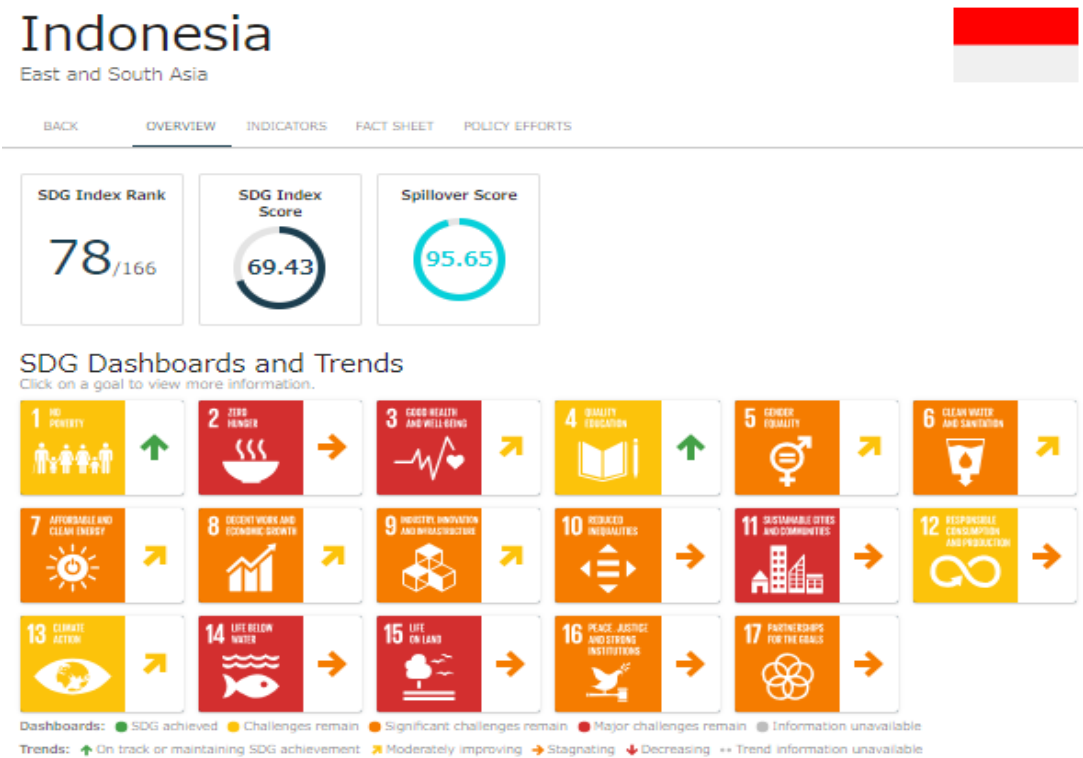 Indonesia
East and South Asia
BACK OVERVIEW INDICATORS FACT SHEET POLICY EFFORTS
SDG Index Rank
78/166
SDG Index
Score
69.43
Spillover Score
95.65
SDG Dashboards and Trends
Click on a goal to view more information.
1 NO
POVERTY
2 ZERO
HUNGER
3 GOOD HEALTH
AND WELL-BEING
4 QUALITY
EDUCATION
5 GENDER
EQUALITY
6 CLEAN WATER
AND SANITATION
7 AFFORDABLE AND
CLEAN ENERGY
8 DECENT WORK AND
ECONOMIC GROWTH
9 INDUSTRY, INNOVATION
AND INFRASTRUCTURE
10 REDUCED
INEQUALITIES
11 SUSTAINABLE CITIES
AND COMMUNITIES
12 RESPONSIBLE
CONSUMPTION
AND PRODUCTION
13 CLIMATE
ACTION
14 LIFE BELOW
WATER
15 LIFE
ON LAND
16 PEACE, JUSTICE
AND STRONG
INSTITUTIONS
17 PARTNERSHIPS
FOR THE GOALS
Dashboards: SDG achieved Challenges remain Significant challenges remain Major challenges remain Information unavailable
Trends: On track or maintaining SDG achievement Moderately improving Stagnating Decreasing Trend information unavailable